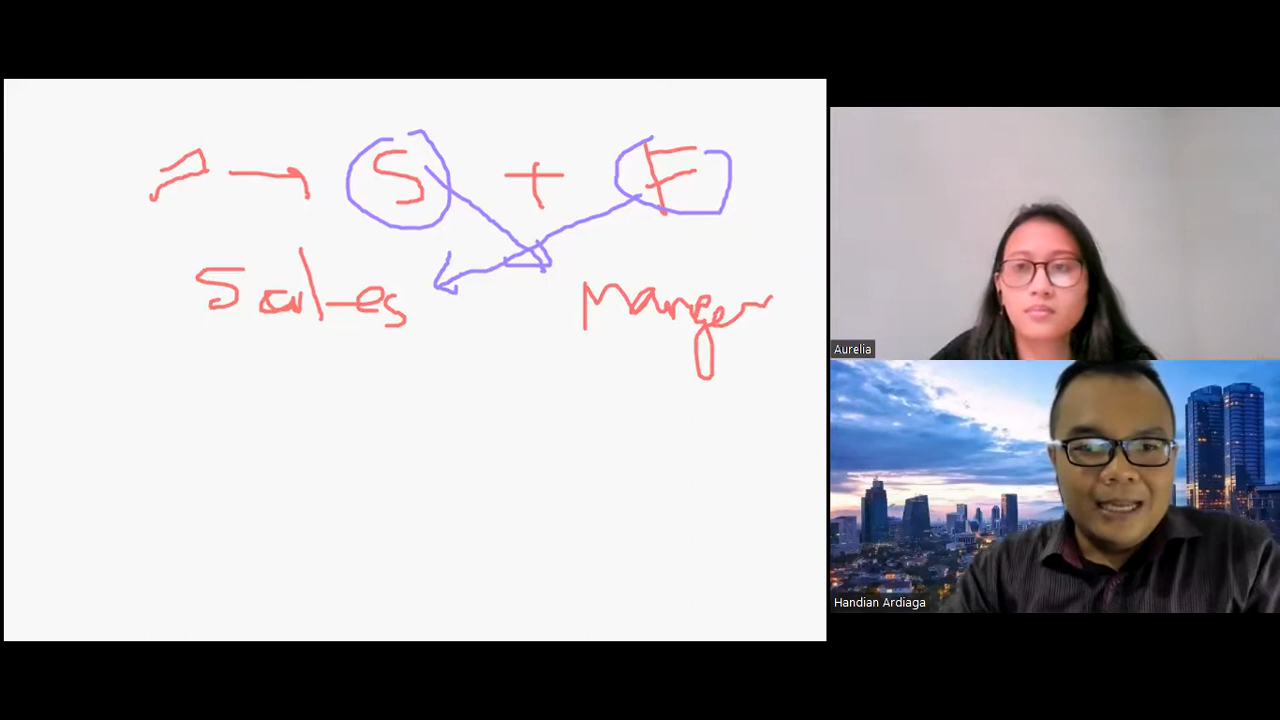 → S + F
Sales Manger
Aurelia
Handian Ardiaga